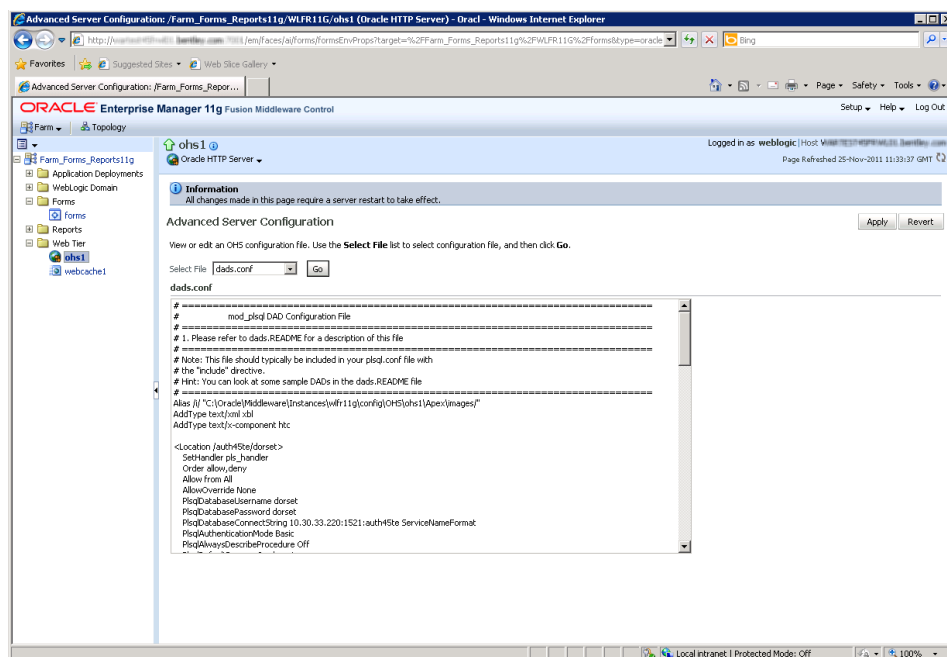 Advanced Server Configuration: /Farm_Forms_Reports11g/WLFR11G/ohs1 (Oracle HTTP Server) - Oracl - Windows Internet Explorer
http:// /em/faces/ai/forms/formsEnvProps?target=%2FFarm_Forms_Reports11g%2FWLFR11G%2Fforms&type=oracle
Bing
Favorites
Suggested Sites
Web Slice Gallery
Advanced Server Configuration: /Farm_Forms_Repor...
Page
Safety
Tools
ORACLE Enterprise Manager 11g Fusion Middleware Control
Setup
Help
Log Out
Farm
Topology
Farm_Forms_Reports11g
Application Deployments
WebLogic Domain
Forms
forms
Reports
Web Tier
ohs1
webcache1
ohs1
Oracle HTTP Server
Logged in as weblogic|Host
Page Refreshed 25-Nov-2011 11:33:37 GMT
Information
All changes made in this page require a server restart to take effect.
Advanced Server Configuration
Apply
Revert
View or edit an OHS configuration file. Use the Select File list to select configuration file, and then click Go.
Select File dads.conf Go
dads.conf
# ============================================================================
# mod_plsql DAD Configuration File
# ============================================================================
# 1. Please refer to dads.README for a description of this file
# ============================================================================
# Note: This file should typically be included in your plsql.conf file with
# the "include" directive.
# Hint: You can look at some sample DADs in the dads.README file
# ============================================================================
Alias /i/ "C:\Oracle\Middleware\Instances\wlfr11g\config\OHS\ohs1\Apex\images/"
AddType text/xml xbl
AddType text/x-component htc
<Location /auth45te/dorset>
SetHandler pls_handler
Order allow,deny
Allow from All
AllowOverride None
PlsqlDatabaseUsername dorset
PlsqlDatabasePassword dorset
PlsqlDatabaseConnectString 10.30.33.220:1521:auth45te ServiceNameFormat
PlsqlAuthenticationMode Basic
PlsqlAlwaysDescribeProcedure Off
Local intranet | Protected Mode: Off
100%